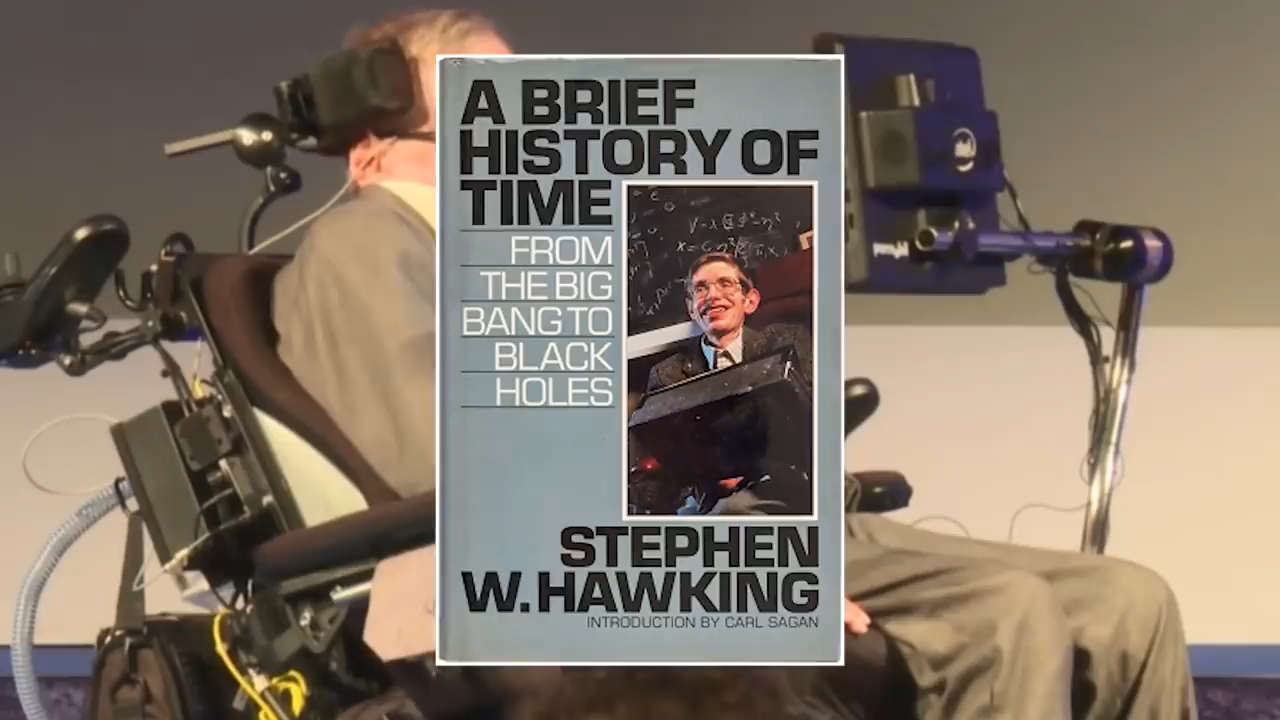 A BRIEF
HISTORY OF
TIME
FROM
THE BIG
BANG TO
BLACK
HOLES
STEPHEN
W. HAWKING
INTRODUCTION BY CARL SAGAN